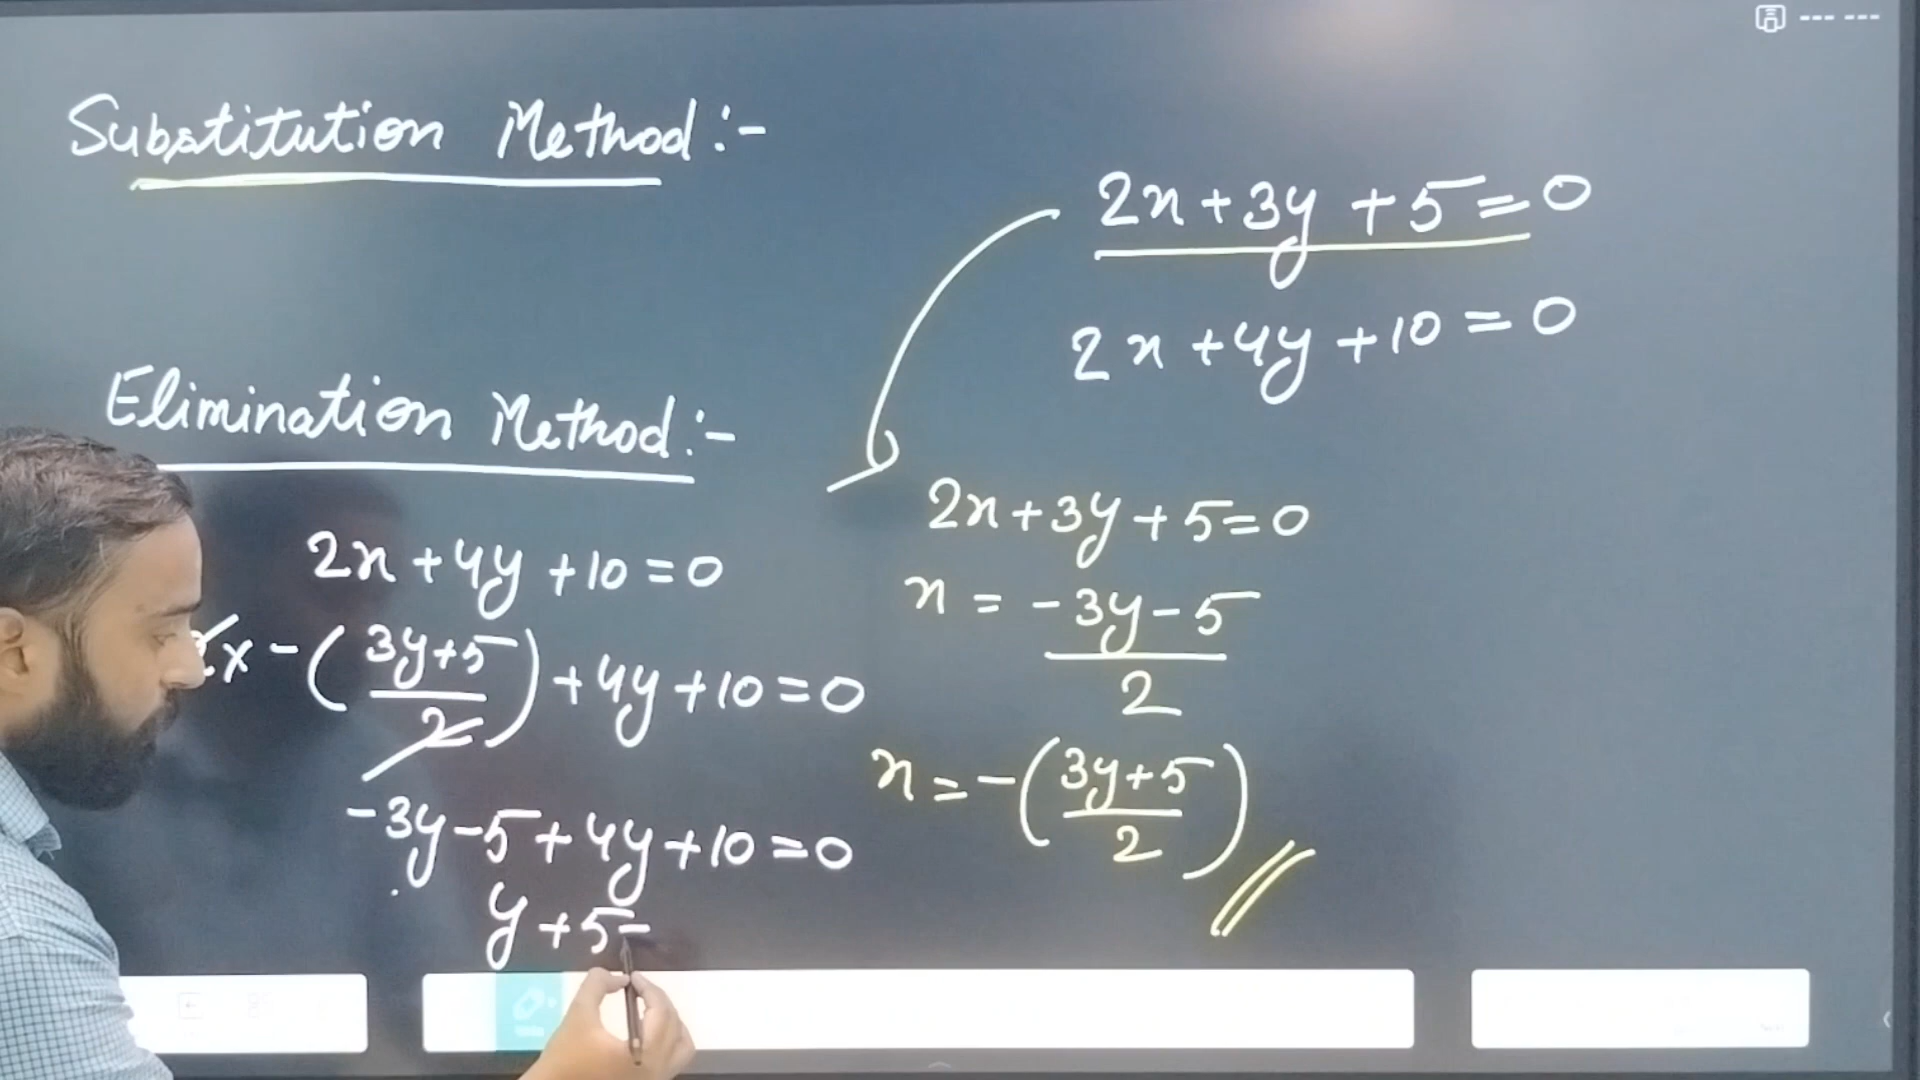 Substitution Method:-
2x+3y+5=0
2x+4y+10=0
Elimination Method:-
2x+4y+10=0
2x-(3y+5/2)+4y+10=0
-3y-5+4y+10=0
y+5=
2x+3y+5=0
x = -3y-5/2
x=-(3y+5/2)